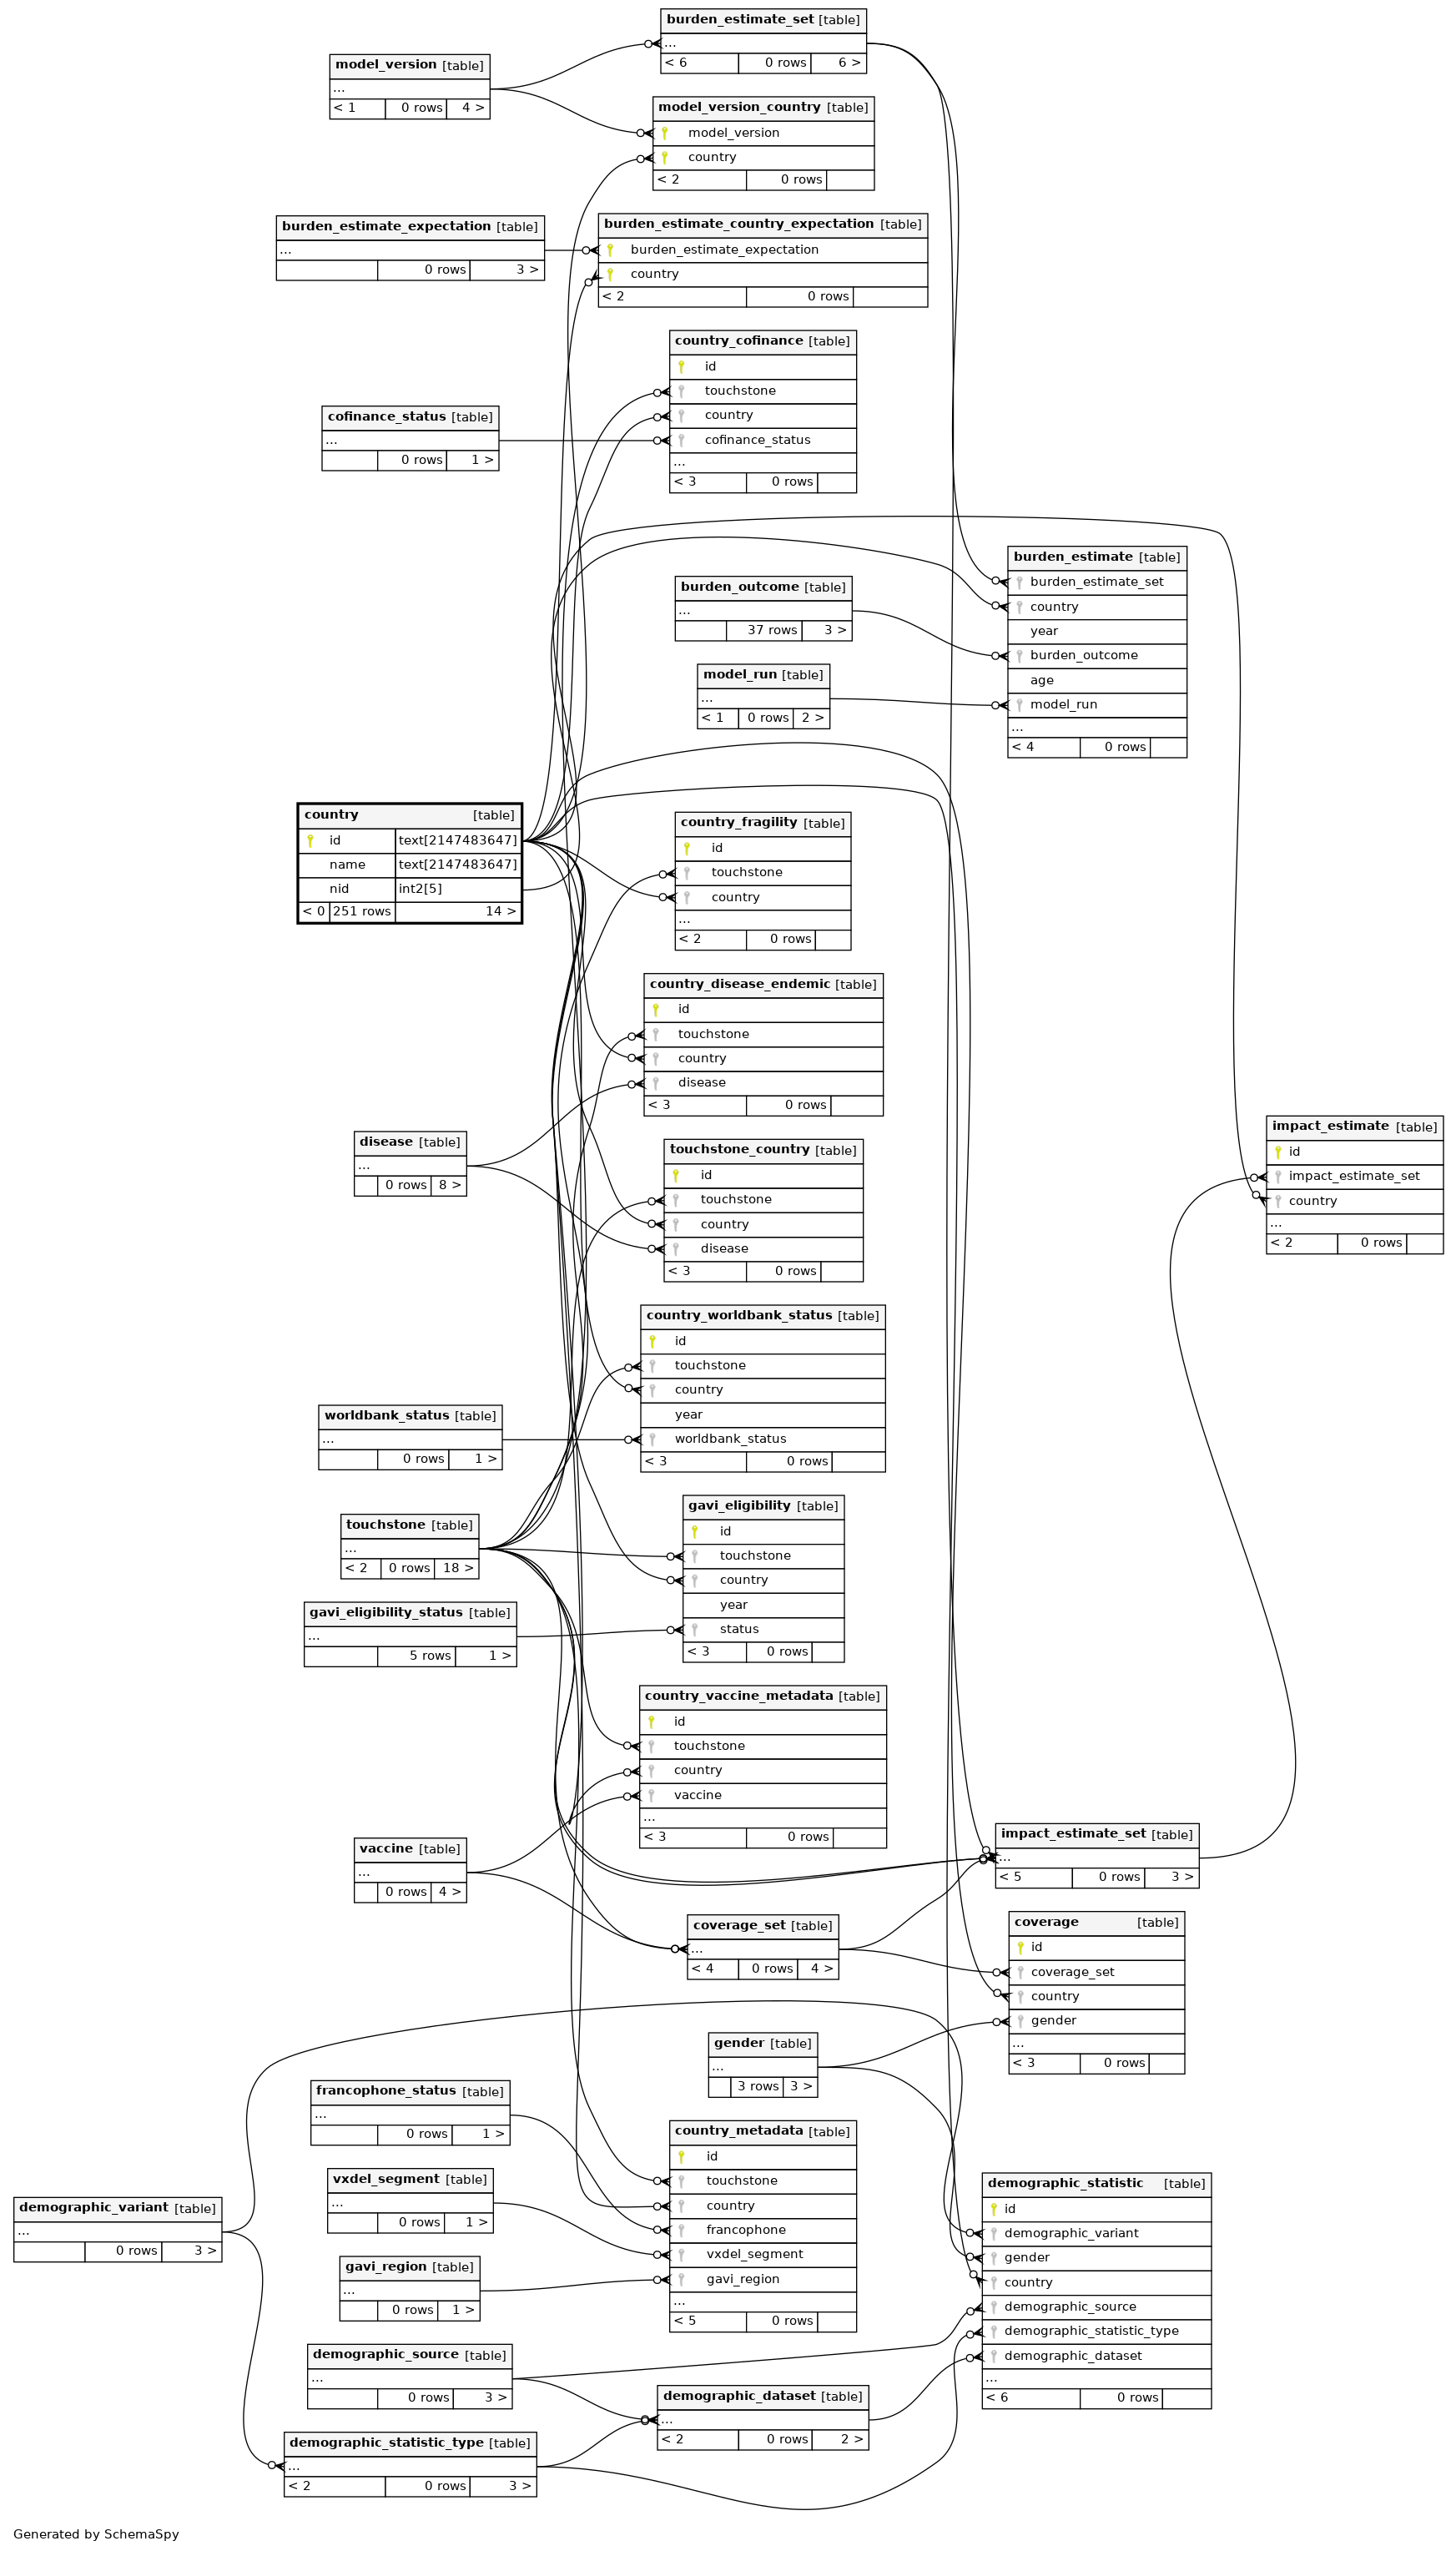 burden_estimate_set [table]
...
< 6 0 rows 6 >
model_version [table]
...
< 1 0 rows 4 >
model_version_country [table]
model_version
country
< 2 0 rows
burden_estimate_expectation [table]
...
0 rows 3 >
burden_estimate_country_expectation [table]
burden_estimate_expectation
country
< 2 0 rows
country_cofinance [table]
id
touchstone
country
cofinance_status
...
< 3 0 rows
cofinance_status [table]
...
0 rows 1 >
burden_estimate [table]
burden_estimate_set
country
year
burden_outcome
age
model_run
...
< 4 0 rows
burden_outcome [table]
...
37 rows 3 >
model_run [table]
...
< 1 0 rows 2 >
country [table]
id text[2147483647]
name text[2147483647]
nid int2[5]
< 0 251 rows 14 >
country_fragility [table]
id
touchstone
country
...
< 2 0 rows
country_disease_endemic [table]
id
touchstone
country
disease
< 3 0 rows
disease [table]
...
0 rows 8 >
touchstone_country [table]
id
touchstone
country
disease
< 3 0 rows
impact_estimate [table]
id
impact_estimate_set
country
...
< 2 0 rows
country_worldbank_status [table]
id
touchstone
country
year
worldbank_status
< 3 0 rows
worldbank_status [table]
...
0 rows 1 >
touchstone [table]
...
< 2 0 rows 18 >
gavi_eligibility [table]
id
touchstone
country
year
status
< 3 0 rows
gavi_eligibility_status [table]
...
5 rows 1 >
country_vaccine_metadata [table]
id
touchstone
country
vaccine
...
< 3 0 rows
vaccine [table]
...
0 rows 4 >
impact_estimate_set [table]
...
< 5 0 rows 3 >
coverage_set [table]
...
< 4 0 rows 4 >
coverage [table]
id
coverage_set
country
gender
...
< 3 0 rows
gender [table]
...
3 rows 3 >
francophone_status [table]
...
0 rows 1 >
country_metadata [table]
id
touchstone
country
francophone
vxdel_segment
gavi_region
...
< 5 0 rows
vxdel_segment [table]
...
0 rows 1 >
demographic_variant [table]
...
0 rows 3 >
gavi_region [table]
...
0 rows 1 >
demographic_statistic [table]
id
demographic_variant
gender
country
demographic_source
demographic_statistic_type
demographic_dataset
...
< 6 0 rows
demographic_source [table]
...
0 rows 3 >
demographic_dataset [table]
...
< 2 0 rows 2 >
demographic_statistic_type [table]
...
< 2 0 rows 3 >
Generated by SchemaSpy